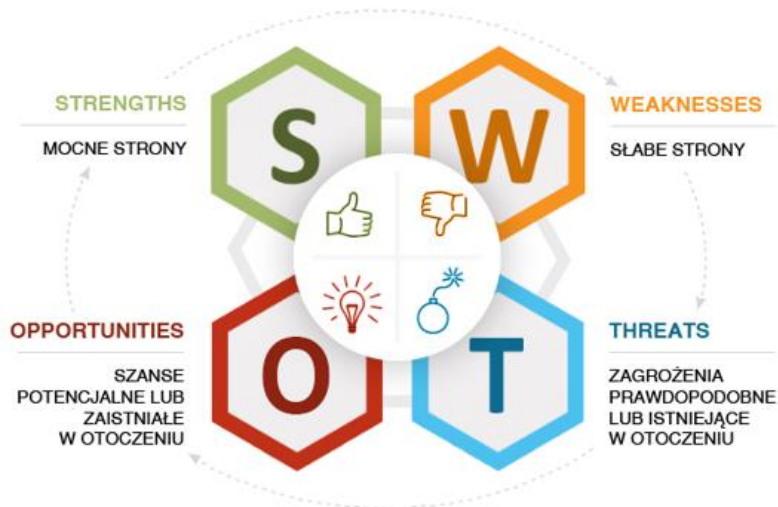 STRENGTHS
MOCNE STRONY
S
W
WEAKNESSES
SŁABE STRONY
OPPORTUNITIES
SZANSE
POTENCJALNE LUB
ZAISTNIAŁE
W OTOCZENIU
O
T
THREATS
ZAGROŻENIA
PRAWDOPODOBNE
LUB ISTNIEJĄCE
W OTOCZENIU